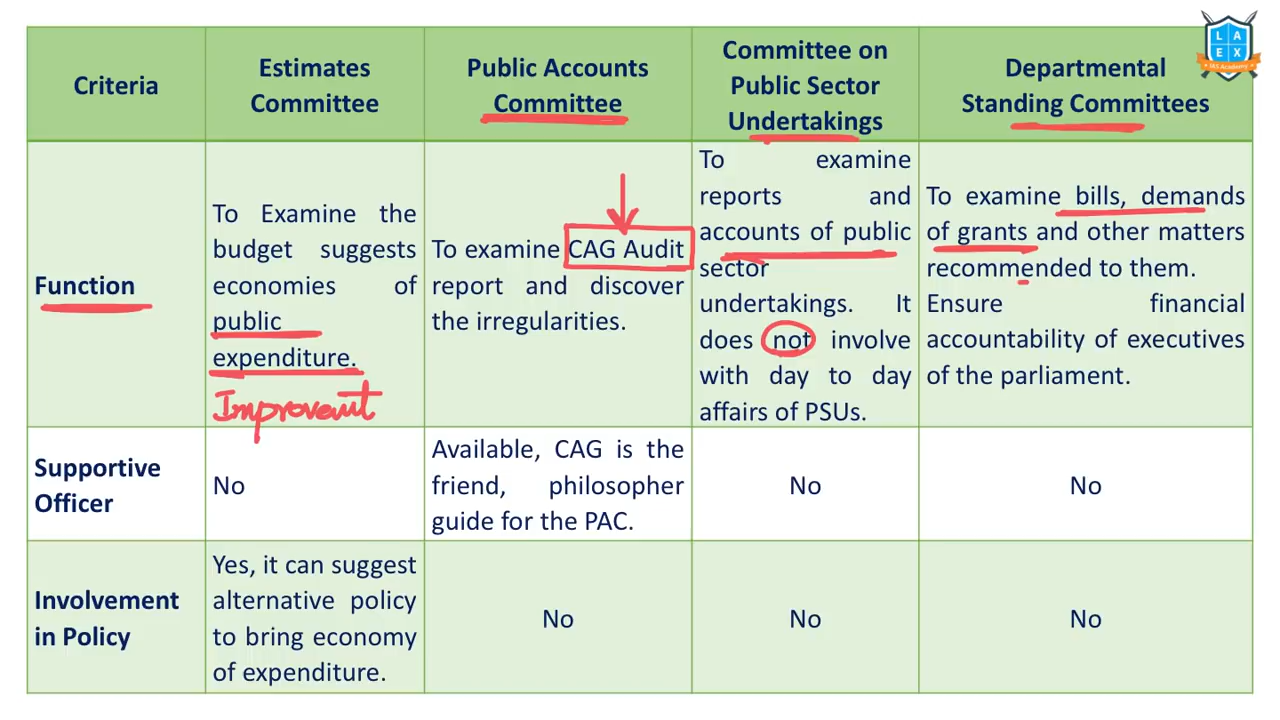 Criteria
Estimates
Committee
Public Accounts
Committee
Committee on
Public Sector
Undertakings
Departmental
Standing Committees
L A
E X
MS Academy
Function
To Examine the
budget suggests
economies of
public
expenditure.
Improvent
To examine CAG Audit
report and discover
the irregularities.
To examine
reports and
accounts of public
sector
undertakings. It
does not involve
with day to day
affairs of PSUs.
To examine bills, demands
of grants and other matters
recommended to them.
Ensure financial
accountability of executives
of the parliament.
Supportive
Officer
No
Available, CAG is the
friend, philosopher
guide for the PAC.
No
No
Involvement
in Policy
Yes, it can suggest
alternative policy
to bring economy
of expenditure.
No
No
No